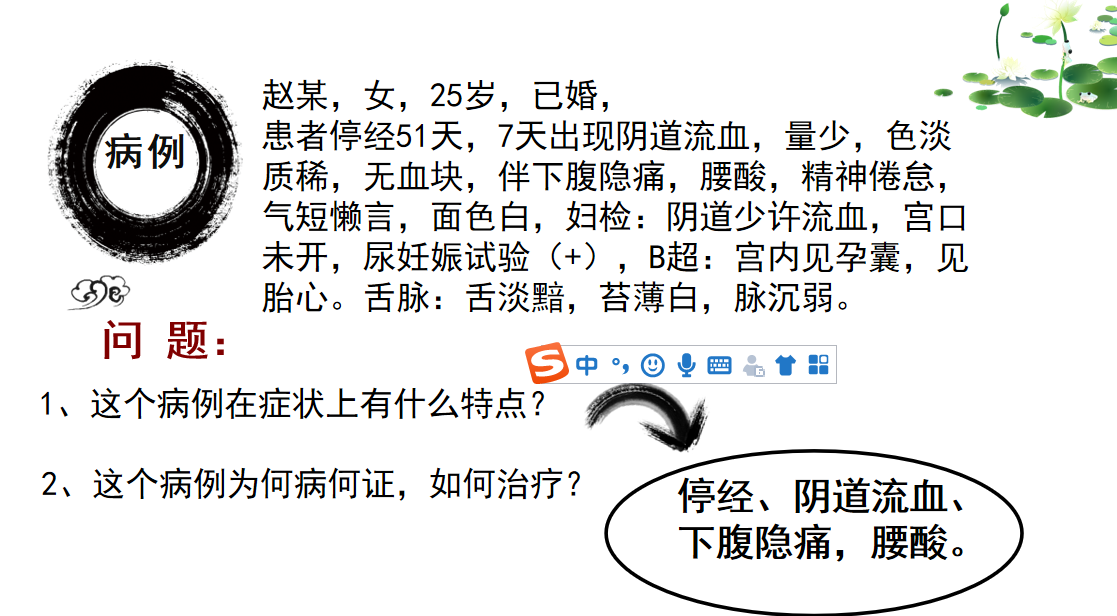 病例
赵某，女，25岁，已婚，
患者停经51天，7天出现阴道流血，量少，色淡
质稀，无血块，伴下腹隐痛，腰酸，精神倦怠，
气短懒言，面色白，妇检：阴道少许流血，宫口
未开，尿妊娠试验（+），B超：宫内见孕囊，见
胎心。舌脉：舌淡黯，苔薄白，脉沉弱。
问 题：
中
1、这个病例在症状上有什么特点？
2、这个病例为何病何证，如何治疗？
停经、阴道流血、
下腹隐痛，腰酸。